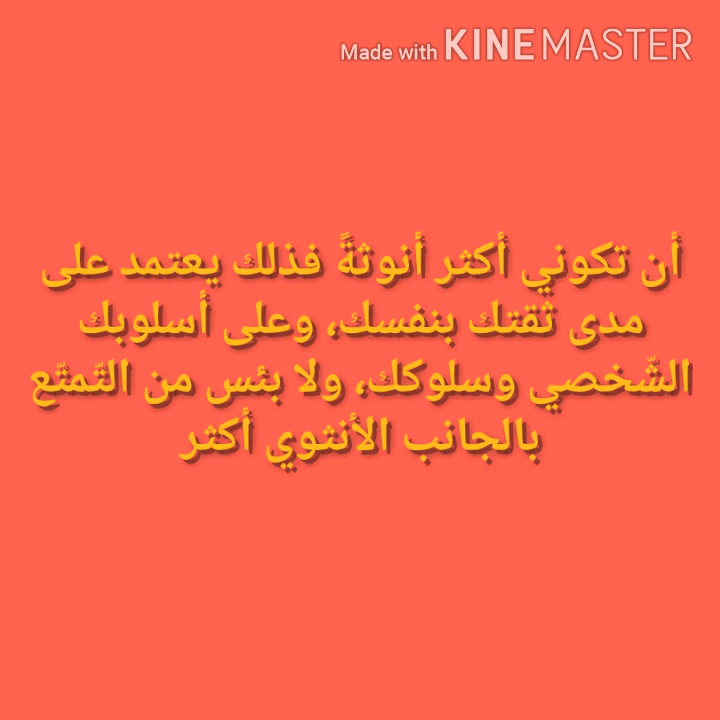 Made with KINEMASTER
أن تكوني أكثر أنوثةً فذلك يعتمد على
مدى ثقتك بنفسك، وعلى أسلوبك
الشّخصي وسلوكك، ولا بئس من التّمتّع
بالجانب الأنثوي أكثر